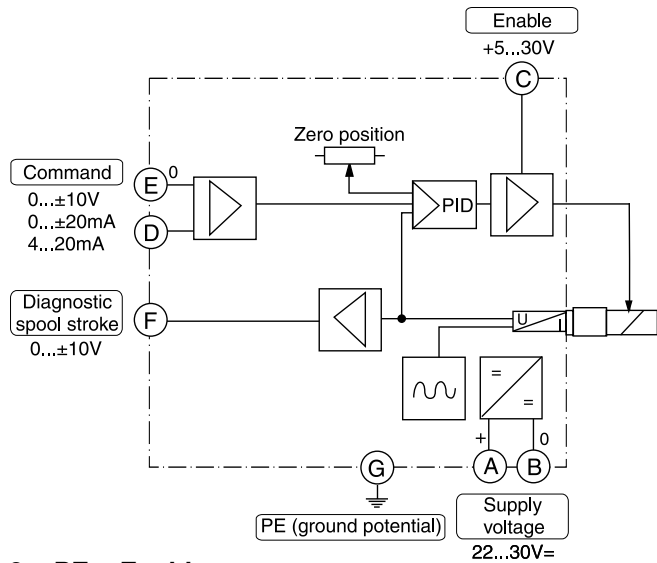 Enable
+5...30V
C
Zero position
Command
0...±10V
0...±20mA
4...20mA
E
0
D
PID
Diagnostic
spool stroke
0...±10V
F
U
=
=
+
0
G
A
B
PE (ground potential)
Supply
voltage
22...30V=